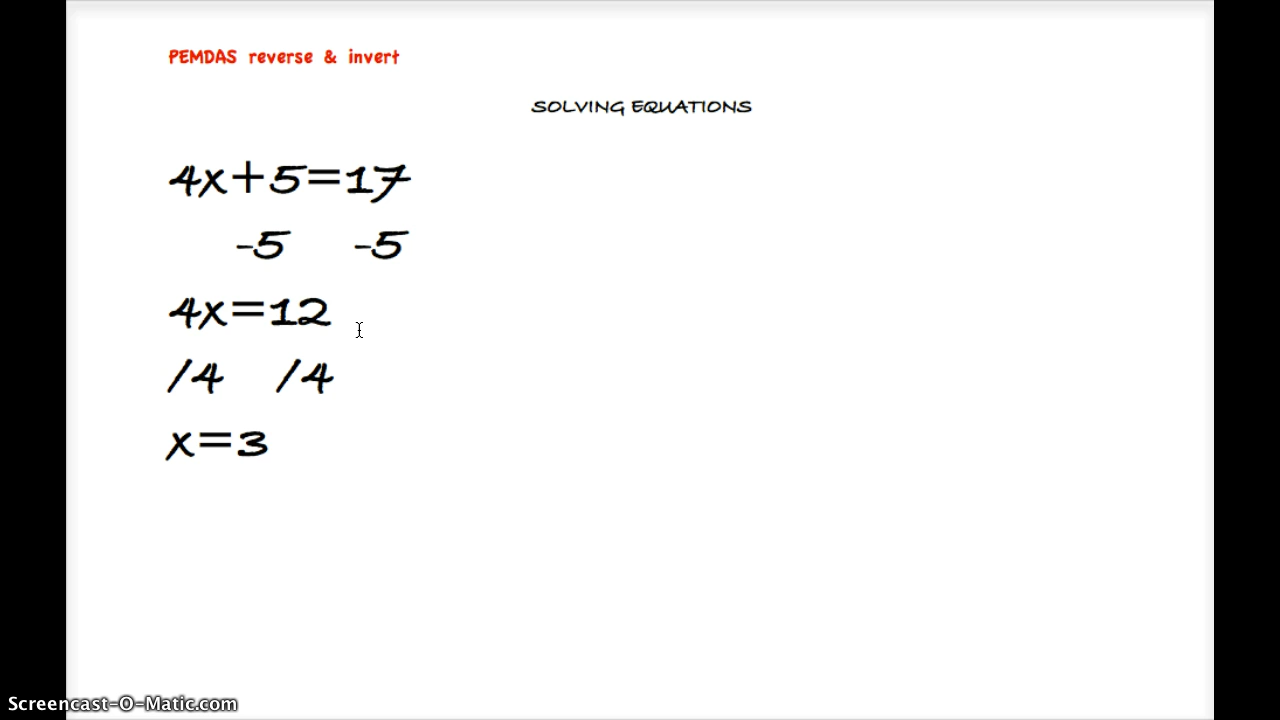 PEMDAS reverse & invert
SOLVING EQUATIONS
4x+5=17
-5 -5
4x=12
/4 /4
x=3
Screencast-O-Matic.com